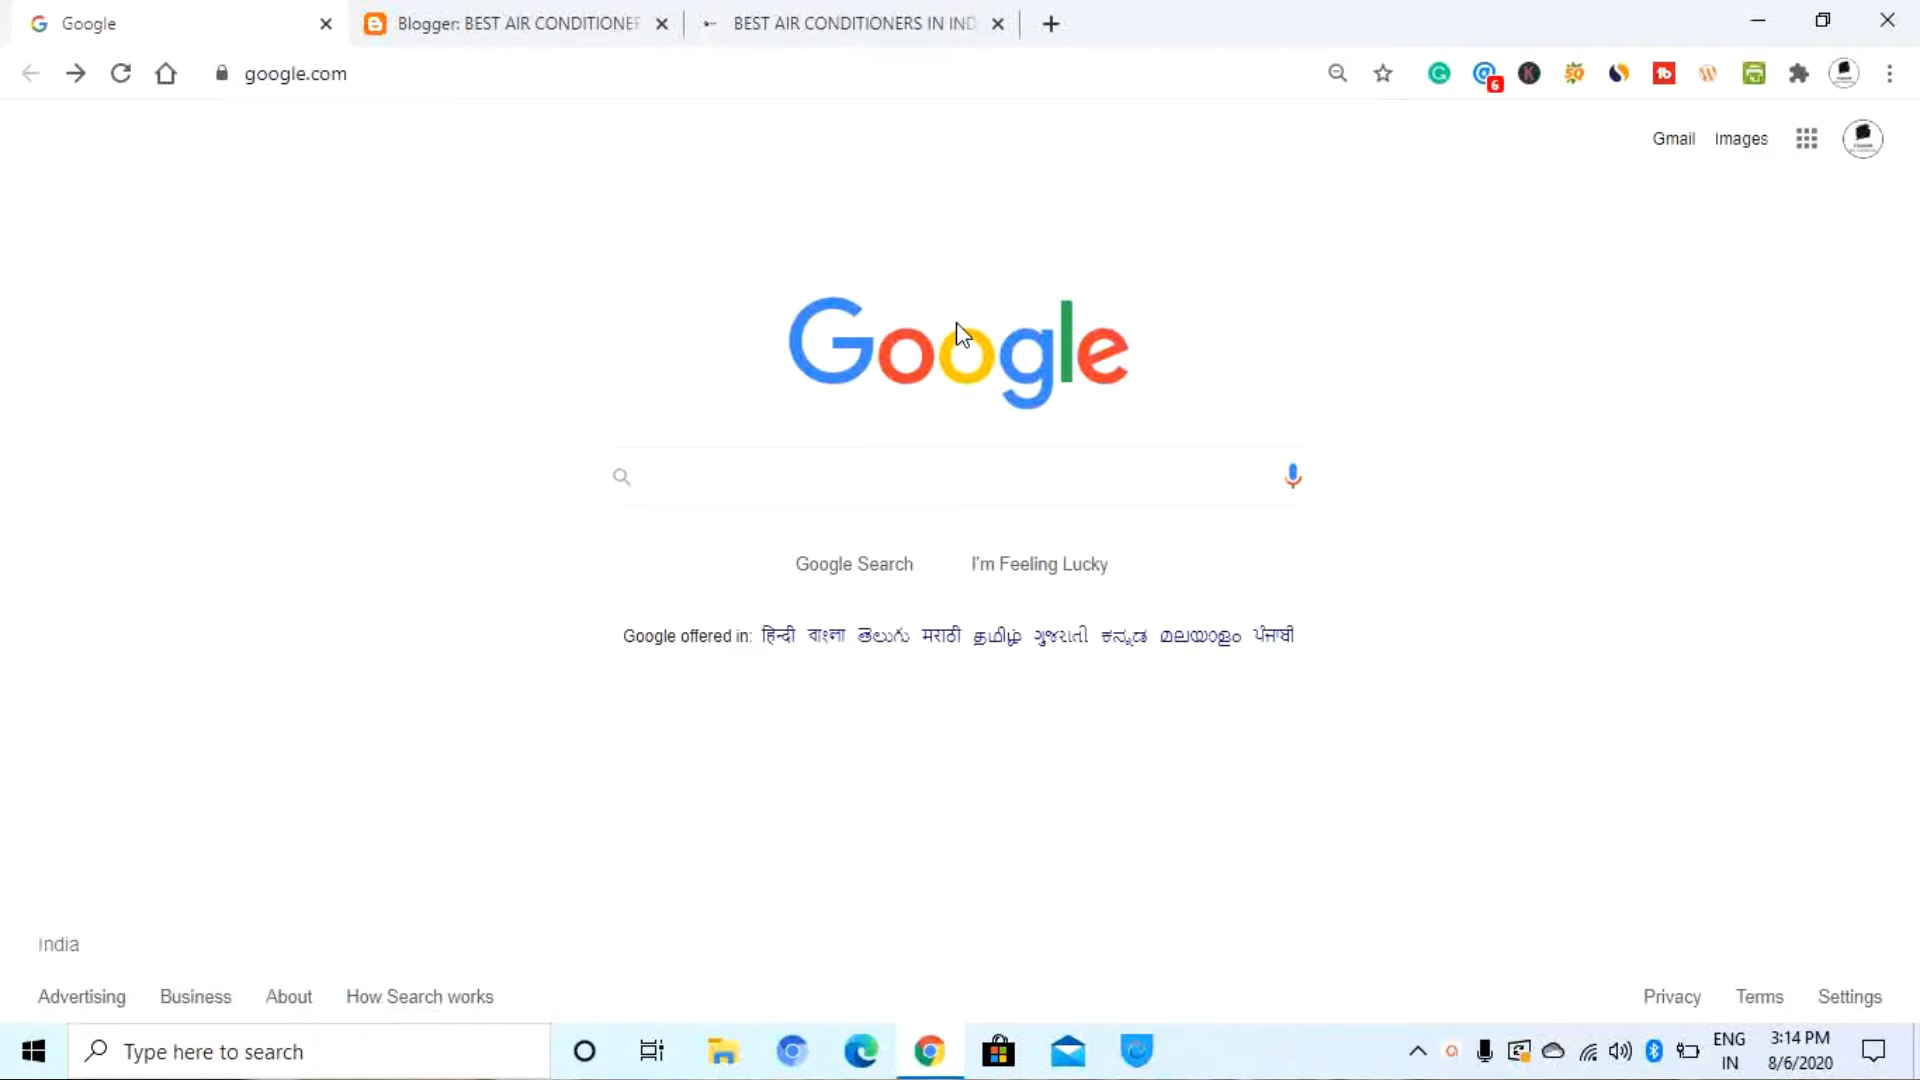 Google
Blogger: BEST AIR CONDITIONER
BEST AIR CONDITIONERS IN IND
google.com
6
Gmail Images
Google
Google Search I'm Feeling Lucky
Google offered in: हिन्दी বাংলা తెలుగు मराठी தமிழ் ગુજરાતી ಕನ್ನಡ മലയാളം ਪੰਜਾਬੀ
India
Advertising Business About How Search works Privacy Terms Settings
Type here to search
ENG
IN
3:14 PM
8/6/2020